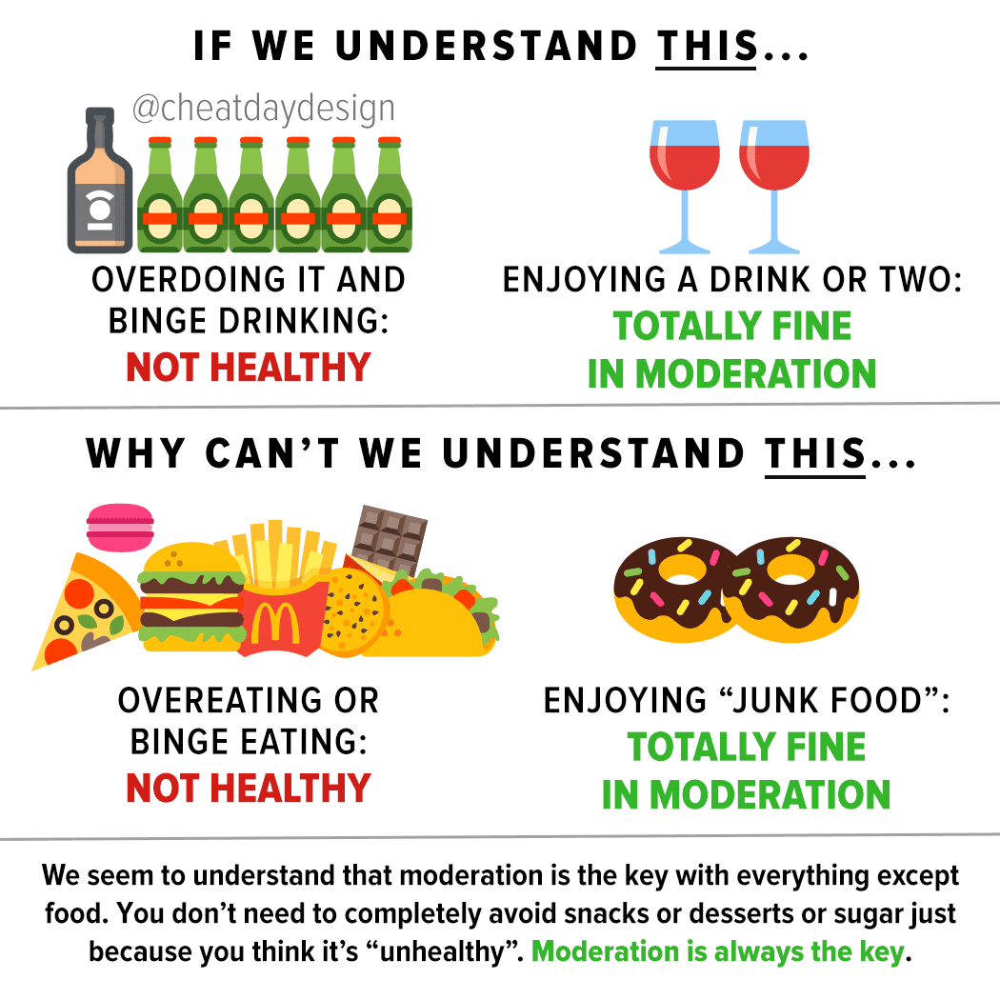 IF WE UNDERSTAND THIS...
@cheatdaydesign
OVERDOING IT AND
BINGE DRINKING:
NOT HEALTHY
ENJOYING A DRINK OR TWO:
TOTALLY FINE
IN MODERATION
WHY CAN’T WE UNDERSTAND THIS...
OVEREATING OR
BINGE EATING:
NOT HEALTHY
ENJOYING “JUNK FOOD”:
TOTALLY FINE
IN MODERATION
We seem to understand that moderation is the key with everything except
food. You don’t need to completely avoid snacks or desserts or sugar just
because you think it’s “unhealthy”. Moderation is always the key.